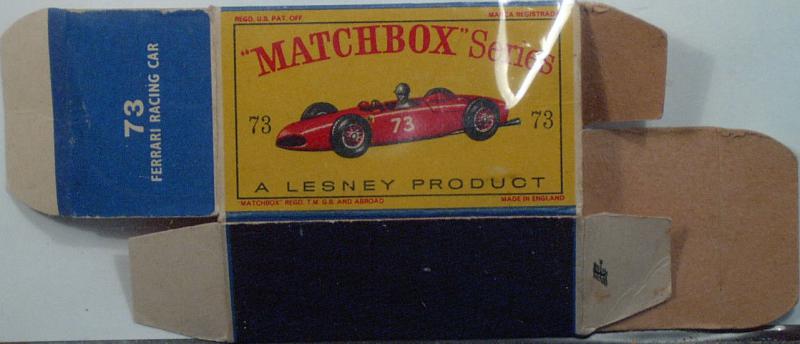 73
FERRARI RACING CAR
REGD. U.S. PAT. OFF
MARCA REGISTRADA
"MATCHBOX" Series
73
73
73
A LESNEY PRODUCT
"MATCHBOX" REGD. T.M. G.B. AND ABROAD
MADE IN ENGLAND